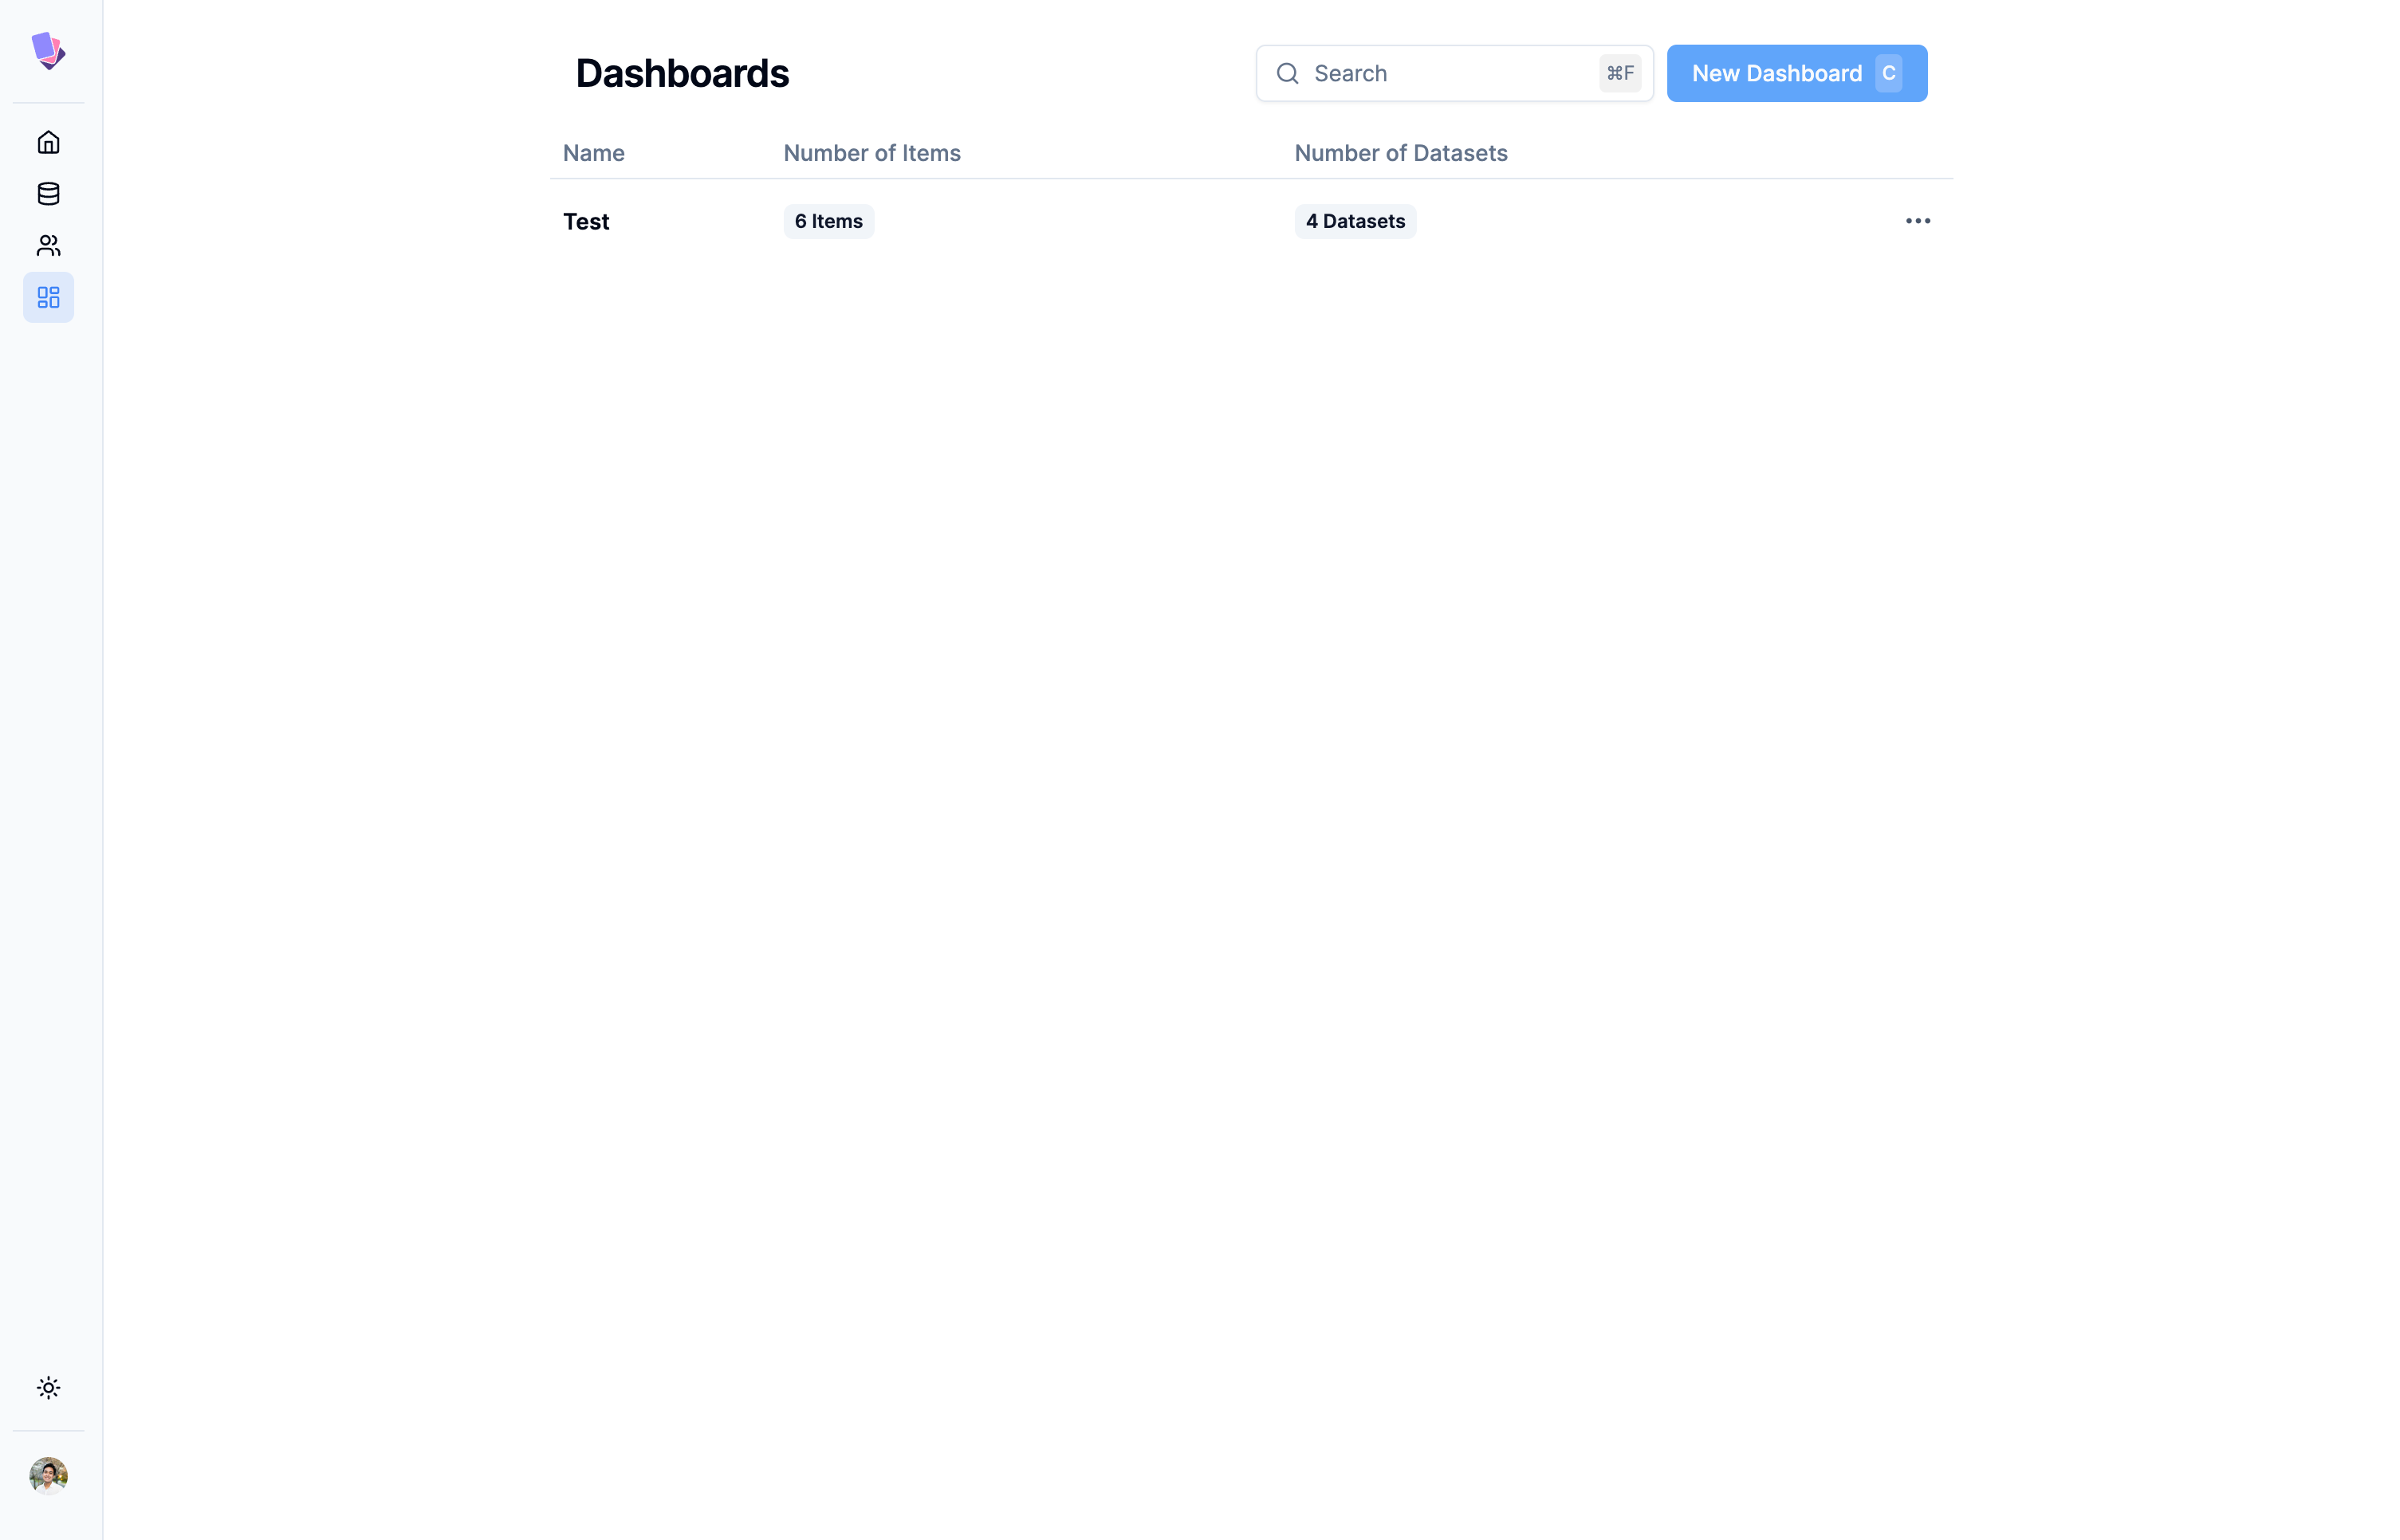 Dashboards
Search ⌘F
New Dashboard C
Name Number of Items Number of Datasets
Test 6 Items 4 Datasets